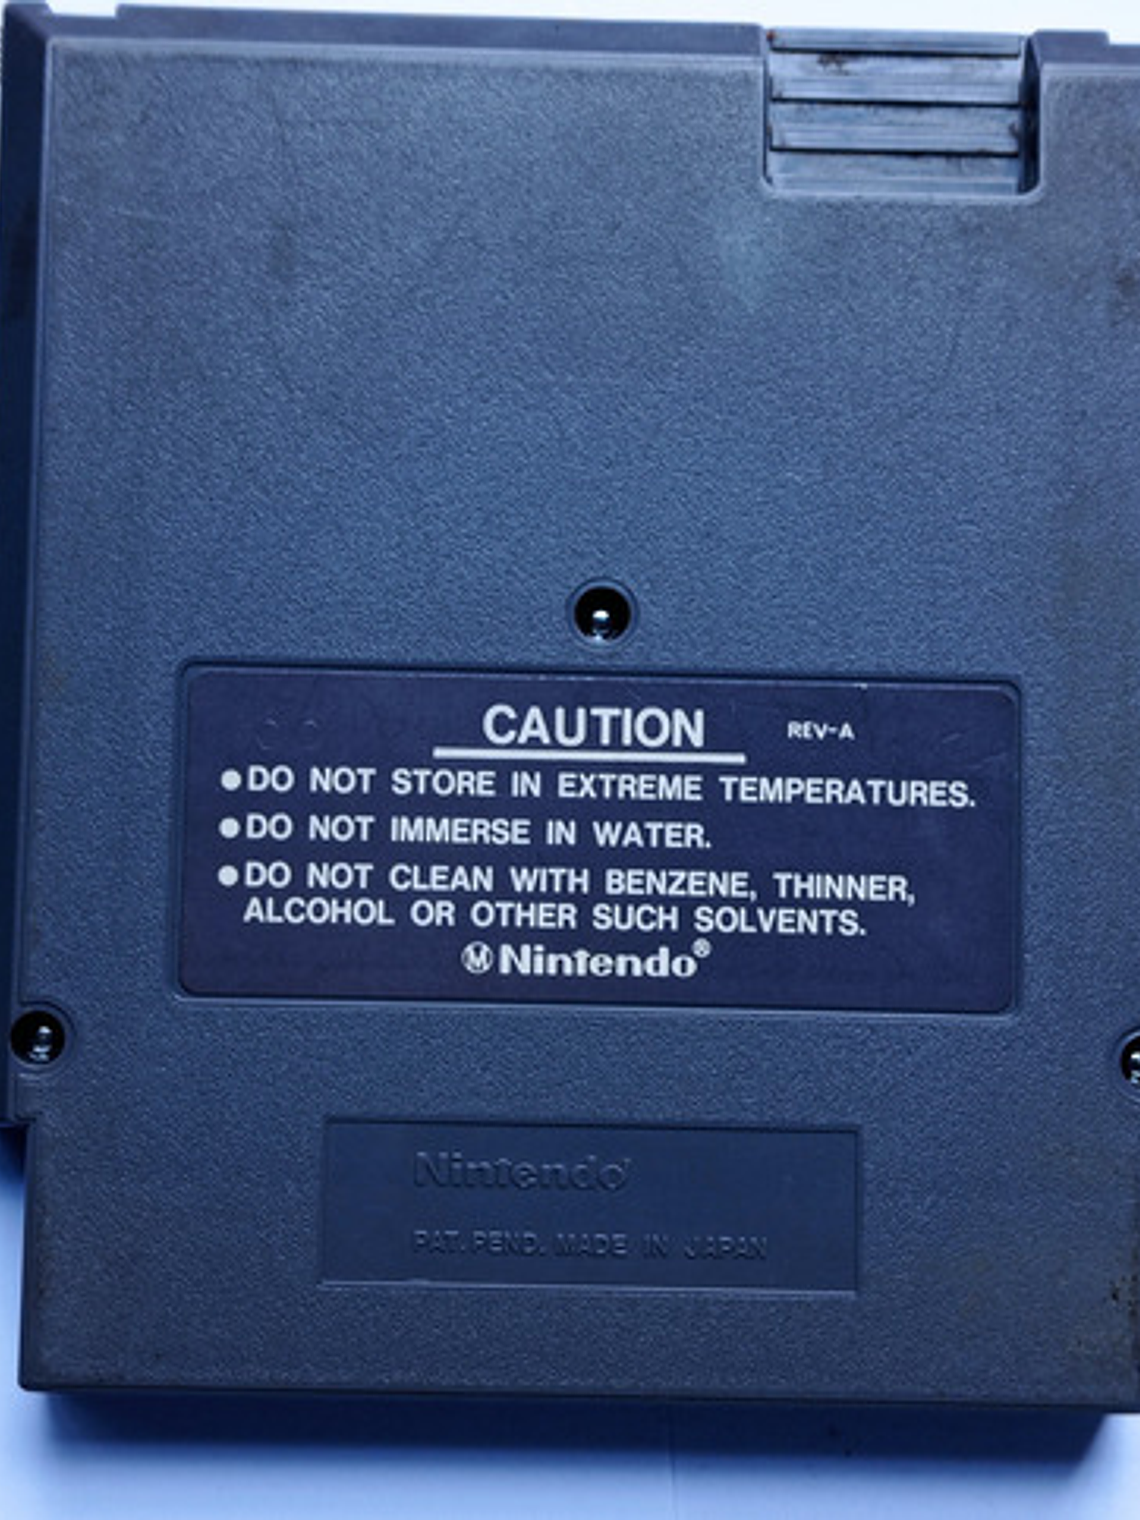 CAUTION REV-A
●DO NOT STORE IN EXTREME TEMPERATURES.
●DO NOT IMMERSE IN WATER.
●DO NOT CLEAN WITH BENZENE, THINNER,
ALCOHOL OR OTHER SUCH SOLVENTS.
Ⓜ Nintendo®
Nintendo
PAT. PEND. MADE IN JAPAN